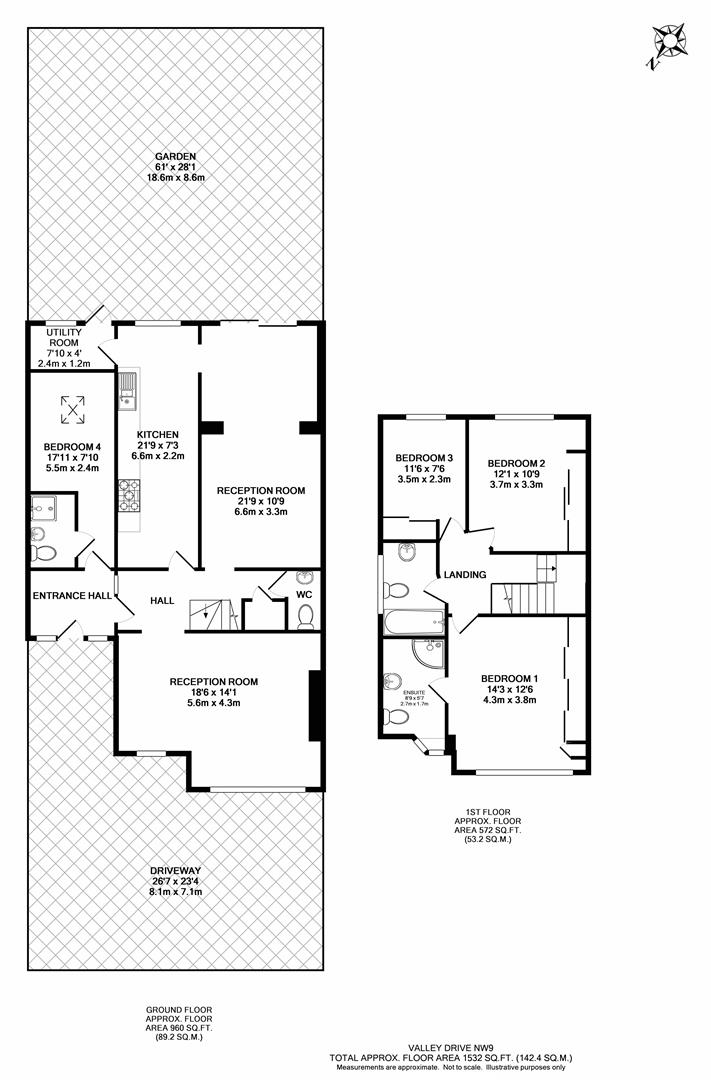 N
GARDEN
61' x 28'1
18.6m x 8.6m
UTILITY
ROOM
7'10 x 4'
2.4m x 1.2m
BEDROOM 4
17'11 x 7'10
5.5m x 2.4m
KITCHEN
21'9 x 7'3
6.6m x 2.2m
RECEPTION ROOM
21'9 x 10'9
6.6m x 3.3m
ENTRANCE HALL
HALL
WC
RECEPTION ROOM
18'6 x 14'1
5.6m x 4.3m
DRIVEWAY
26'7 x 23'4
8.1m x 7.1m
GROUND FLOOR
APPROX. FLOOR
AREA 960 SQ.FT.
(89.2 SQ.M.)
BEDROOM 3
11'6 x 7'6
3.5m x 2.3m
BEDROOM 2
12'1 x 10'9
3.7m x 3.3m
LANDING
BEDROOM 1
14'3 x 12'6
4.3m x 3.8m
ENSUITE
8'9 x 5'7
2.7m x 1.7m
1ST FLOOR
APPROX. FLOOR
AREA 572 SQ.FT.
(53.2 SQ.M.)
VALLEY DRIVE NW9
TOTAL APPROX. FLOOR AREA 1532 SQ.FT. (142.4 SQ.M.)
Measurements are approximate. Not to scale. Illustrative purposes only